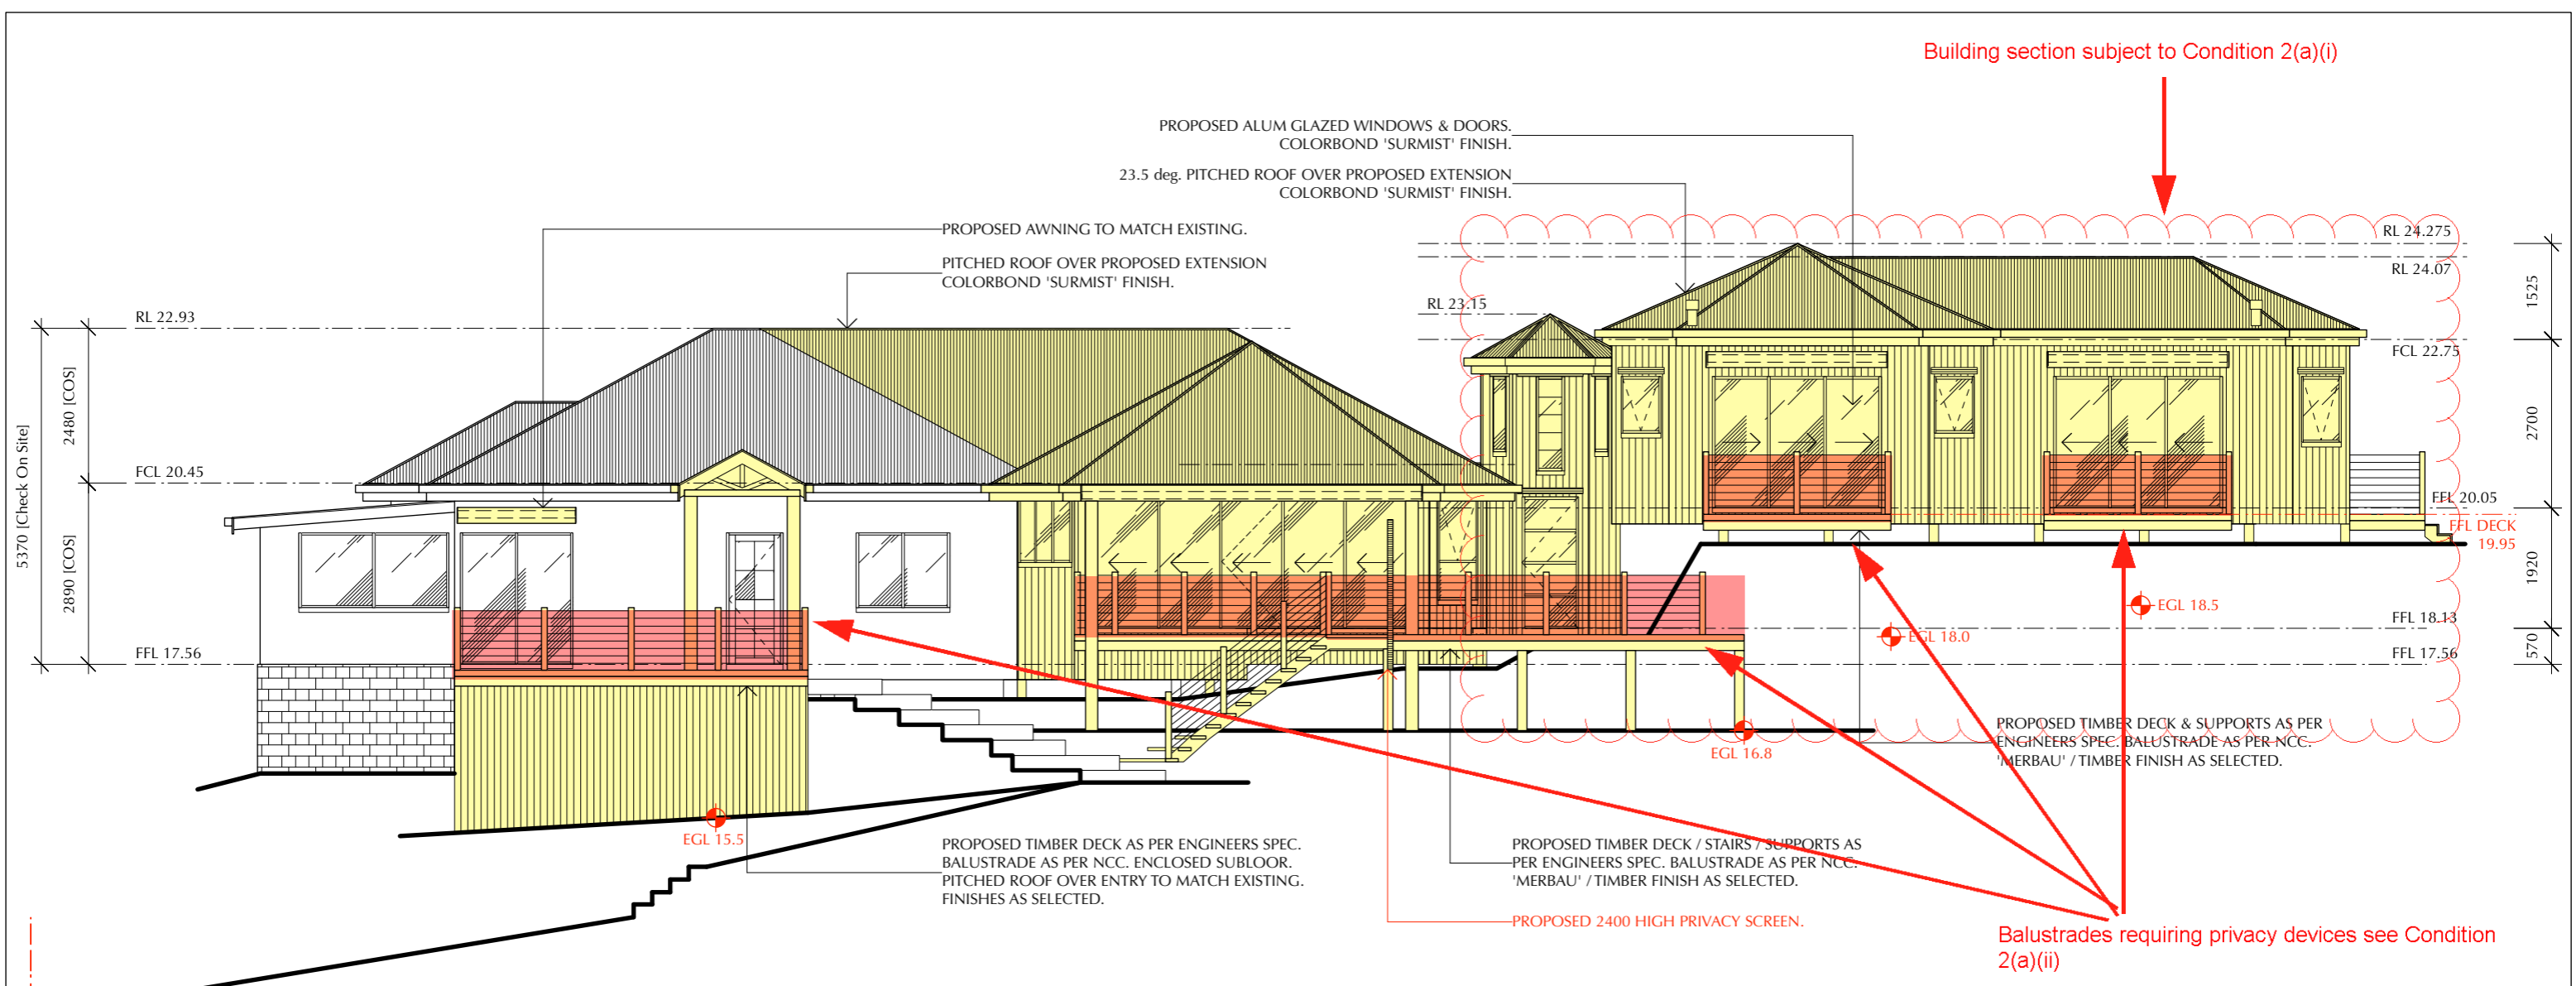 Building section subject to Condition 2(a)(i)
PROPOSED ALUM GLAZED WINDOWS & DOORS.
COLORBOND 'SURMIST' FINISH.
23.5 deg. PITCHED ROOF OVER PROPOSED EXTENSION
COLORBOND 'SURMIST' FINISH.
PROPOSED AWNING TO MATCH EXISTING.
PITCHED ROOF OVER PROPOSED EXTENSION
COLORBOND 'SURMIST' FINISH.
RL 24.275
RL 24.07
RL 23.15
RL 22.93
FCL 22.75
FCL 20.45
FFL 20.05
FFL DECK
19.95
FFL 18.13
FFL 17.56
FFL 17.56
5370 [Check On Site]
2480 [COS]
2890 [COS]
1525
2700
1920
570
EGL 18.5
EGL 18.0
EGL 16.8
EGL 15.5
PROPOSED TIMBER DECK & SUPPORTS AS PER
ENGINEERS SPEC. BALUSTRADE AS PER NCC.
'MERBAU' / TIMBER FINISH AS SELECTED.
PROPOSED TIMBER DECK AS PER ENGINEERS SPEC.
BALUSTRADE AS PER NCC. ENCLOSED SUBLOOR.
PITCHED ROOF OVER ENTRY TO MATCH EXISTING.
FINISHES AS SELECTED.
PROPOSED TIMBER DECK / STAIRS / SUPPORTS AS
PER ENGINEERS SPEC. BALUSTRADE AS PER NCC.
'MERBAU' / TIMBER FINISH AS SELECTED.
PROPOSED 2400 HIGH PRIVACY SCREEN.
Balustrades requiring privacy devices see Condition
2(a)(ii)